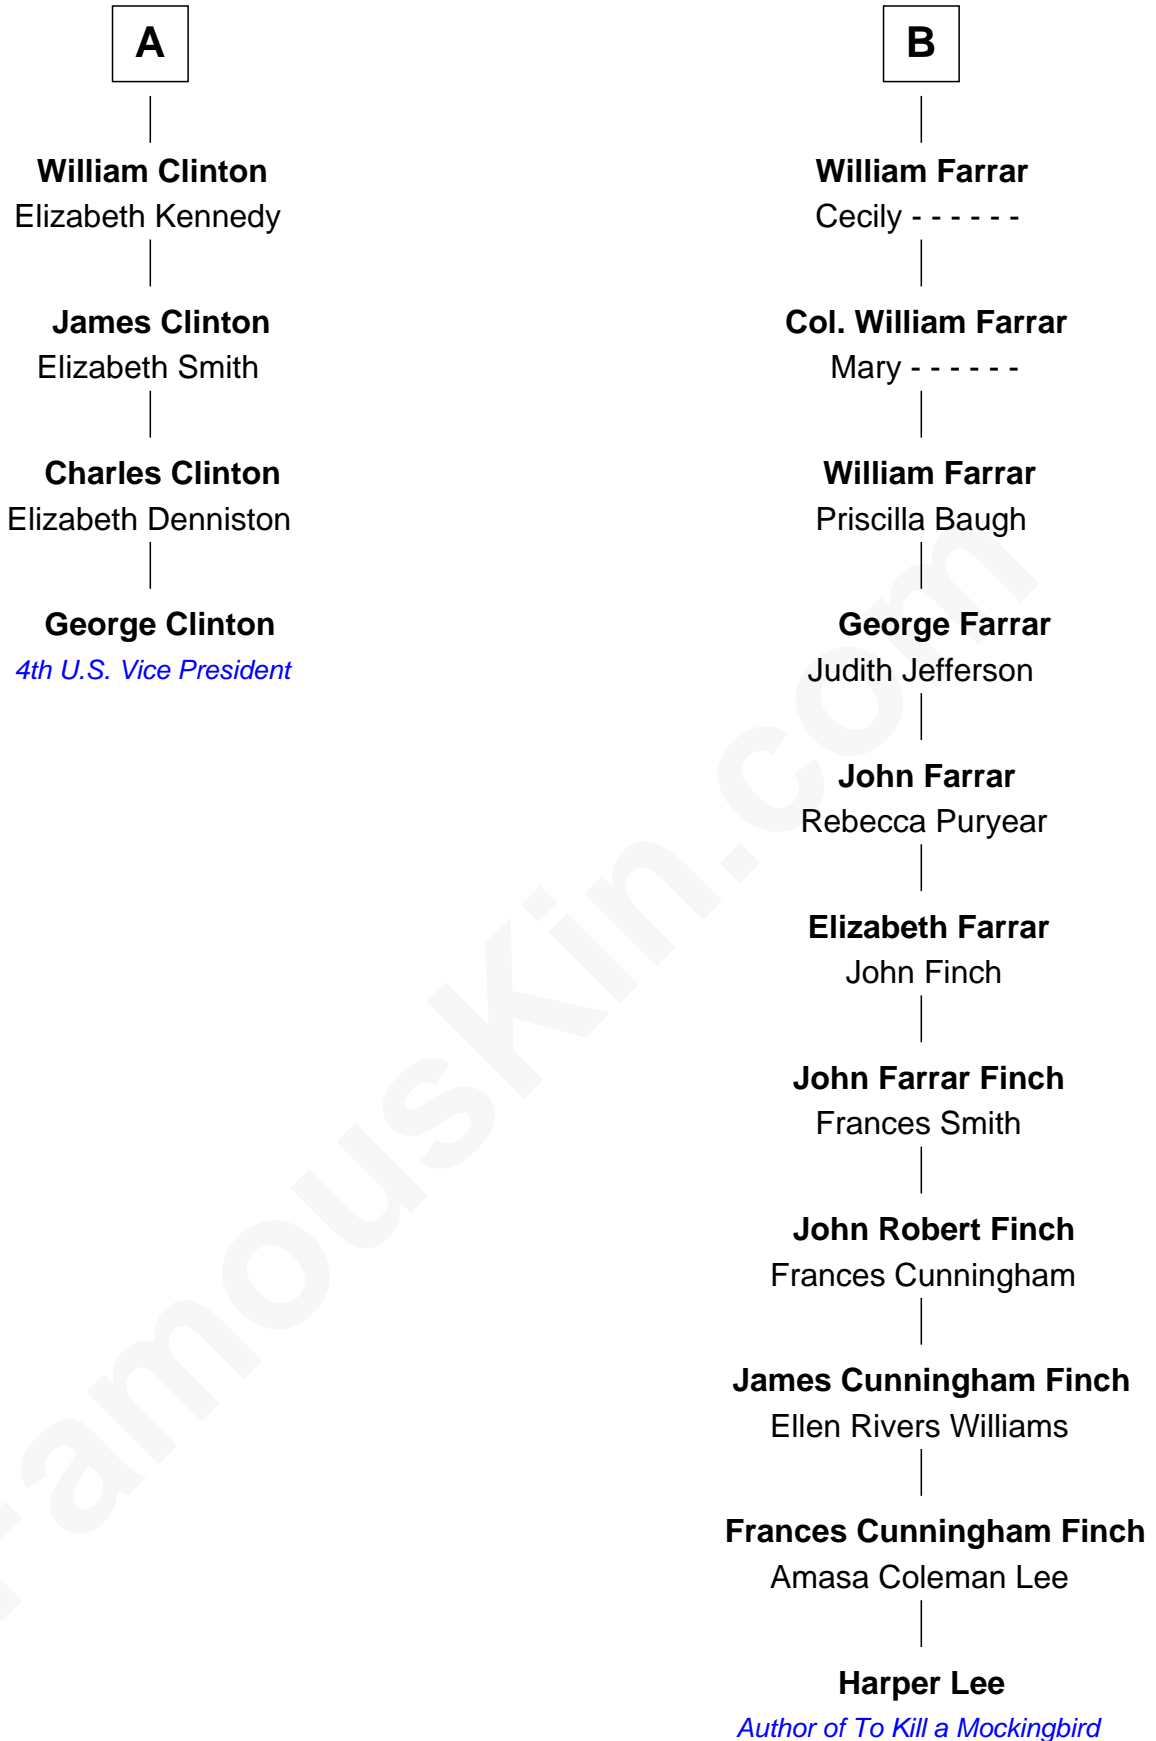 A
William Clinton
Elizabeth Kennedy
James Clinton
Elizabeth Smith
Charles Clinton
Elizabeth Denniston
George Clinton
4th U.S. Vice President
B
William Farrar
Cecily - - - - - -
Col. William Farrar
Mary - - - - - -
William Farrar
Priscilla Baugh
George Farrar
Judith Jefferson
John Farrar
Rebecca Puryear
Elizabeth Farrar
John Finch
John Farrar Finch
Frances Smith
John Robert Finch
Frances Cunningham
James Cunningham Finch
Ellen Rivers Williams
Frances Cunningham Finch
Amasa Coleman Lee
Harper Lee
Author of To Kill a Mockingbird
FamousKin.com